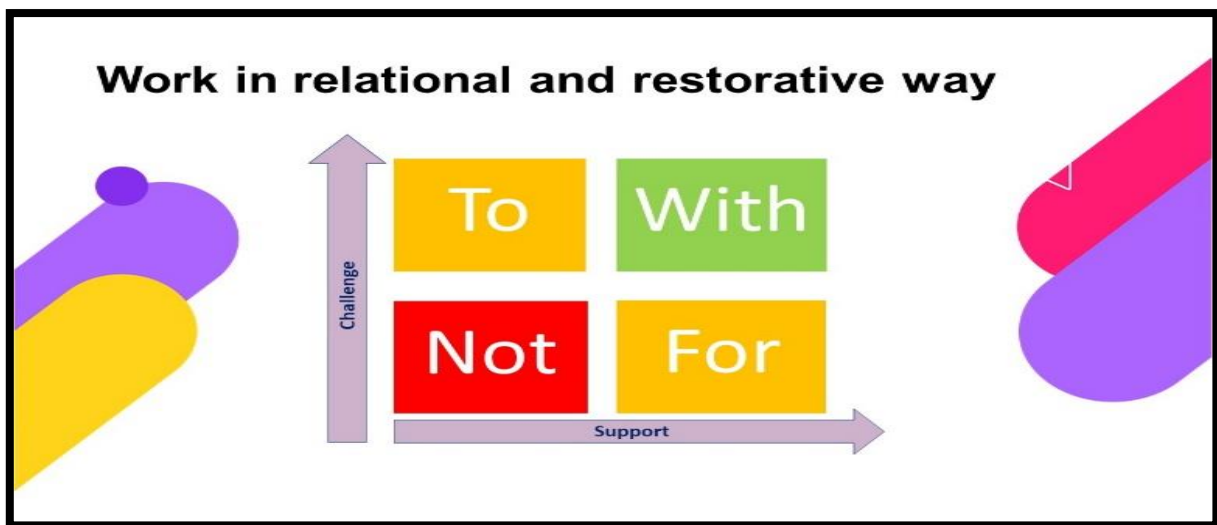 Work in relational and restorative way
Challenge
To
With
Not
For
Support